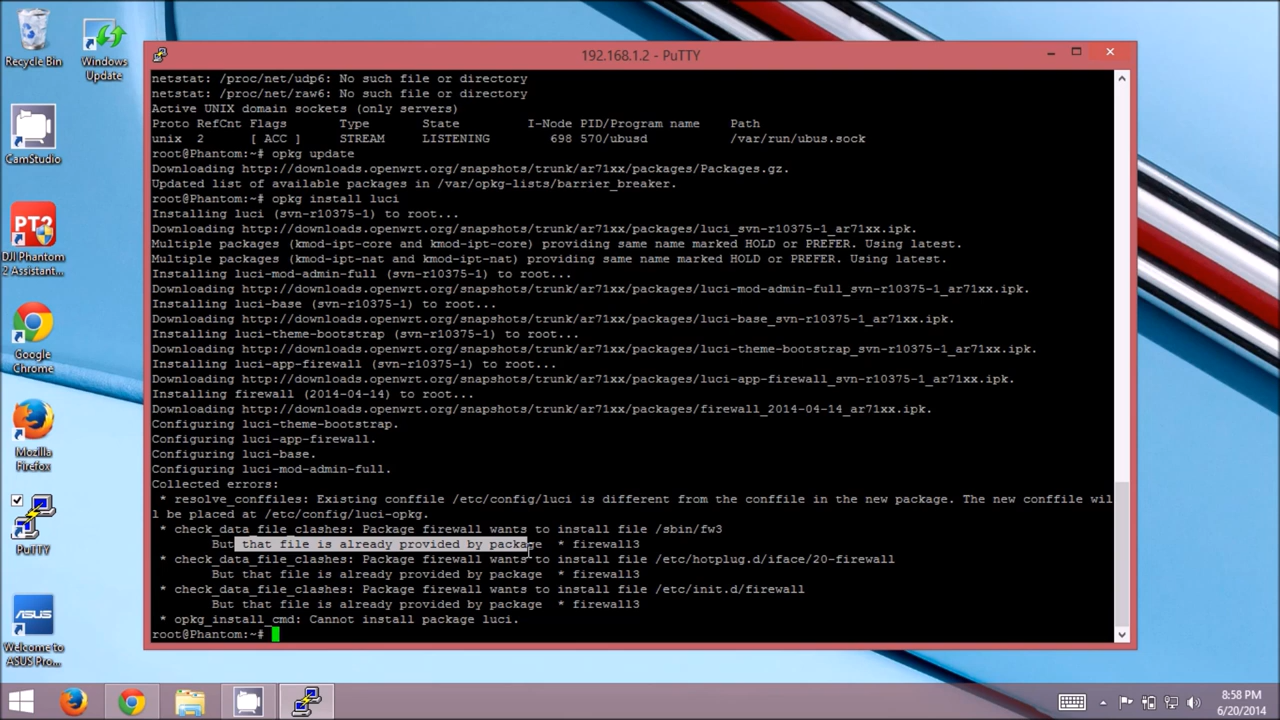 Recycle Bin
Windows
Update
CamStudio
PT2
DJI Phantom
2 Assistant...
Google
Chrome
Mozilla
Firefox
PuTTY
ASUS
Welcome to
ASUS Pro...
192.168.1.2 - PuTTY
netstat: /proc/net/udp6: No such file or directory
netstat: /proc/net/raw6: No such file or directory
Active UNIX domain sockets (only servers)
Proto RefCnt Flags       Type       State         I-Node PID/Program name    Path
unix  2      [ ACC ]     STREAM     LISTENING        698 570/ubusd           /var/run/ubus.sock
root@Phantom:~# opkg update
Downloading http://downloads.openwrt.org/snapshots/trunk/ar71xx/packages/Packages.gz.
Updated list of available packages in /var/opkg-lists/barrier_breaker.
root@Phantom:~# opkg install luci
Installing luci (svn-r10375-1) to root...
Downloading http://downloads.openwrt.org/snapshots/trunk/ar71xx/packages/luci_svn-r10375-1_ar71xx.ipk.
Multiple packages (kmod-ipt-core and kmod-ipt-core) providing same name marked HOLD or PREFER. Using latest.
Multiple packages (kmod-ipt-nat and kmod-ipt-nat) providing same name marked HOLD or PREFER. Using latest.
Installing luci-mod-admin-full (svn-r10375-1) to root...
Downloading http://downloads.openwrt.org/snapshots/trunk/ar71xx/packages/luci-mod-admin-full_svn-r10375-1_ar71xx.ipk.
Installing luci-base (svn-r10375-1) to root...
Downloading http://downloads.openwrt.org/snapshots/trunk/ar71xx/packages/luci-base_svn-r10375-1_ar71xx.ipk.
Installing luci-theme-bootstrap (svn-r10375-1) to root...
Downloading http://downloads.openwrt.org/snapshots/trunk/ar71xx/packages/luci-theme-bootstrap_svn-r10375-1_ar71xx.ipk.
Installing luci-app-firewall (svn-r10375-1) to root...
Downloading http://downloads.openwrt.org/snapshots/trunk/ar71xx/packages/luci-app-firewall_svn-r10375-1_ar71xx.ipk.
Installing firewall (2014-04-14) to root...
Downloading http://downloads.openwrt.org/snapshots/trunk/ar71xx/packages/firewall_2014-04-14_ar71xx.ipk.
Configuring luci-theme-bootstrap.
Configuring luci-app-firewall.
Configuring luci-base.
Configuring luci-mod-admin-full.
Collected errors:
 * resolve_conffiles: Existing conffile /etc/config/luci is different from the conffile in the new package. The new conffile wil
l be placed at /etc/config/luci-opkg.
 * check_data_file_clashes: Package firewall wants to install file /sbin/fw3
        But that file is already provided by package  * firewall3
 * check_data_file_clashes: Package firewall wants to install file /etc/hotplug.d/iface/20-firewall
        But that file is already provided by package  * firewall3
 * check_data_file_clashes: Package firewall wants to install file /etc/init.d/firewall
        But that file is already provided by package  * firewall3
 * opkg_install_cmd: Cannot install package luci.
root@Phantom:~#
8:58 PM
6/20/2014